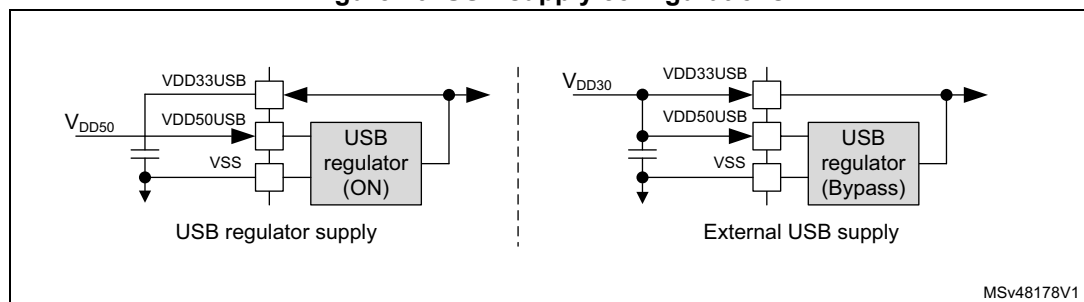 VDD33USB
VDD50
VDD50USB
VSS
USB
regulator
(ON)
USB regulator supply
VDD30
VDD33USB
VDD50USB
VSS
USB
regulator
(Bypass)
External USB supply
MSv48178V1